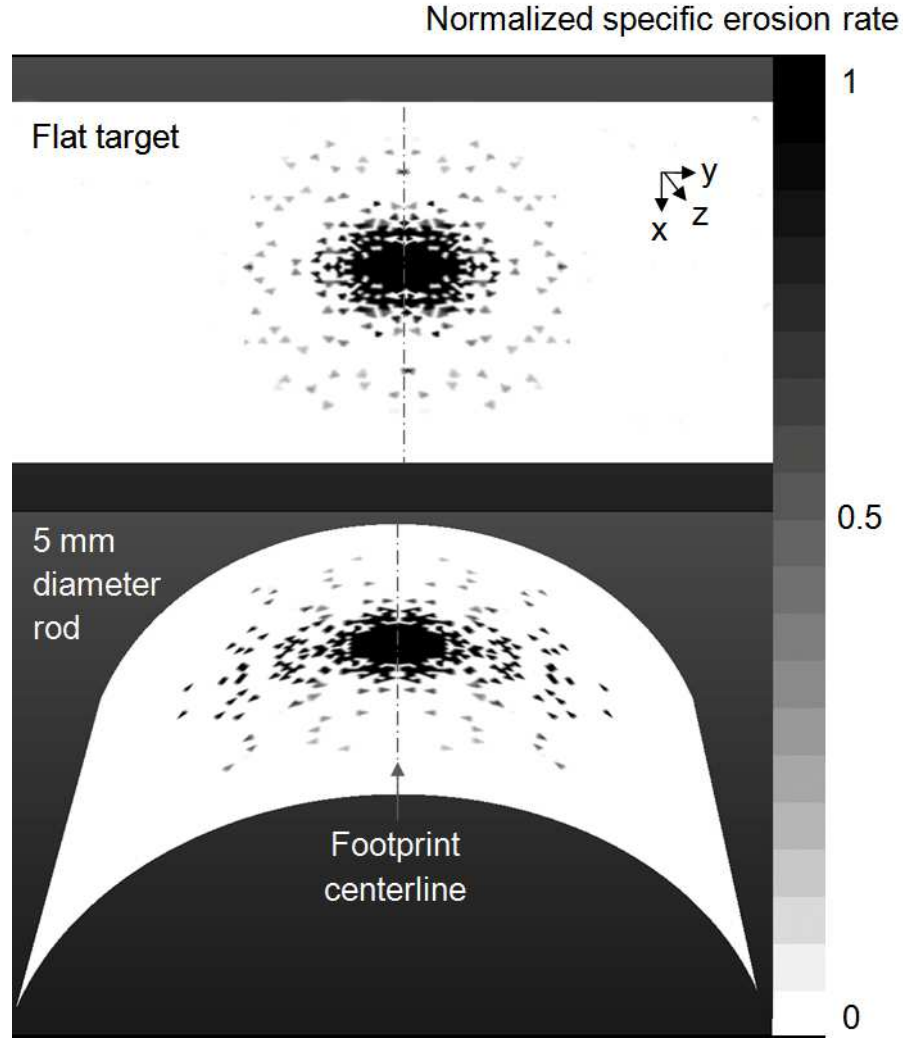 Normalized specific erosion rate
1
Flat target
y
z
x
0.5
5 mm
diameter
rod
Footprint
centerline
0